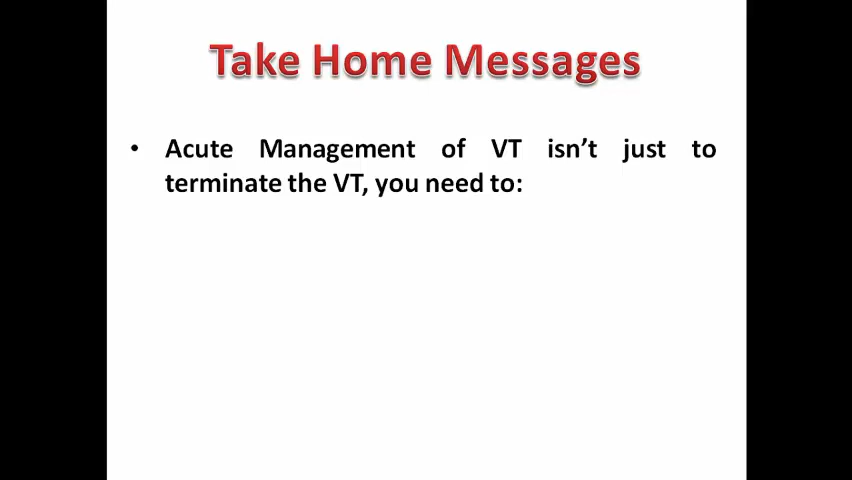 Take Home Messages
• Acute Management of VT isn't just to
terminate the VT, you need to: